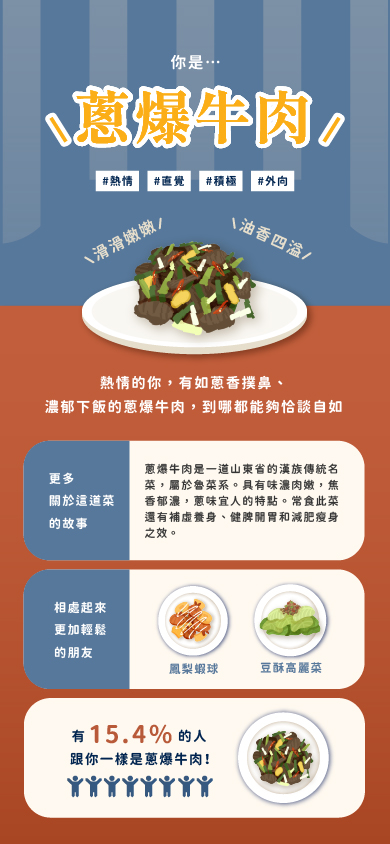 你是…
蔥爆牛肉
#熱情 #直覺 #積極 #外向
滑滑嫩嫩 油香四溢
熱情的你,有如蔥香撲鼻、
濃郁下飯的蔥爆牛肉,到哪都能夠恰談自如
更多
關於這道菜
的故事
蔥爆牛肉是一道山東省的漢族傳統名
菜,屬於魯菜系。具有味濃肉嫩,焦
香郁濃,蔥味宜人的特點。常食此菜
還有補虛養身、健脾開胃和減肥瘦身
之效。
相處起來
更加輕鬆
的朋友
鳳梨蝦球 豆酥高麗菜
有15.4%的人
跟你一樣是蔥爆牛肉!